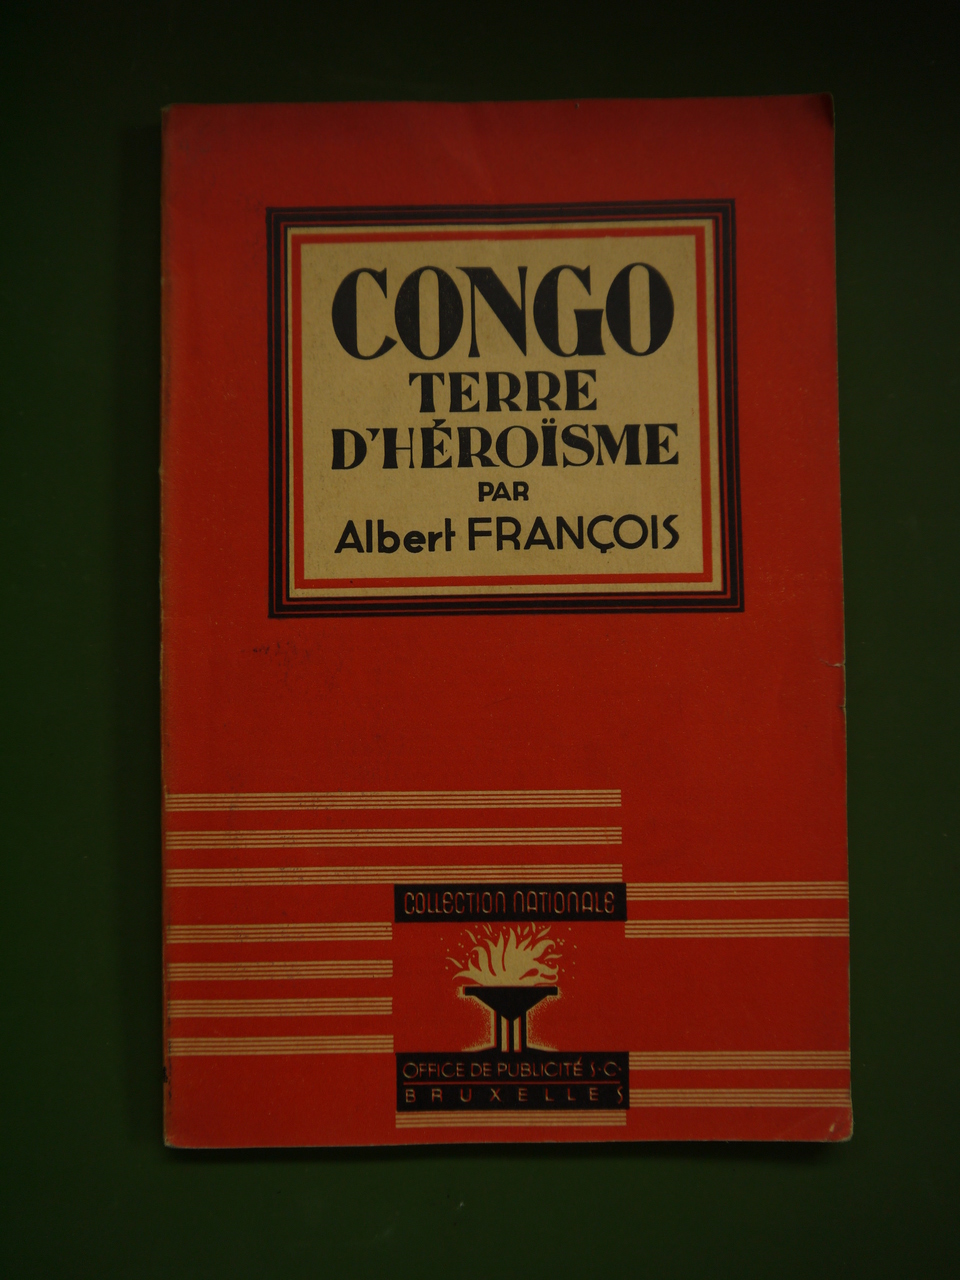 CONGO
TERRE
D'HÉROÏSME
PAR
Albert FRANÇOIS
COLLECTION NATIONALE
OFFICE DE PUBLICITÉ S.C.
BRUXELLES